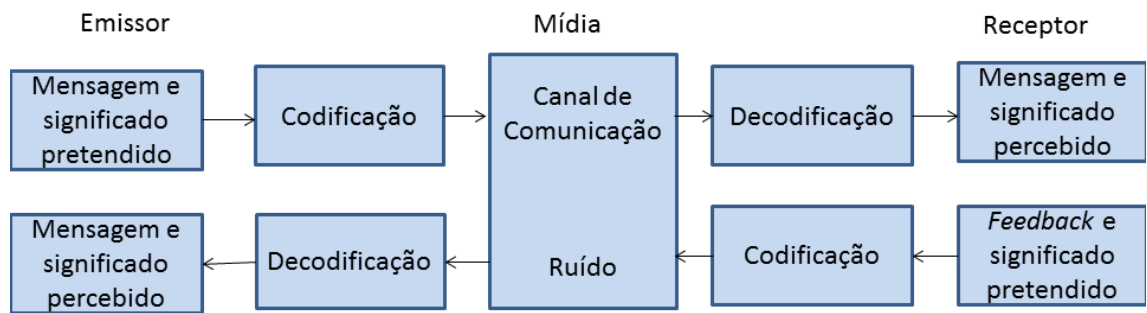 Emissor
Mídia
Receptor
Mensagem e
significado
pretendido
Codificação
Canal de
Comunicação
Decodificação
Mensagem e
significado
percebido
Mensagem e
significado
percebido
Decodificação
Ruído
Codificação
Feedback e
significado
pretendido